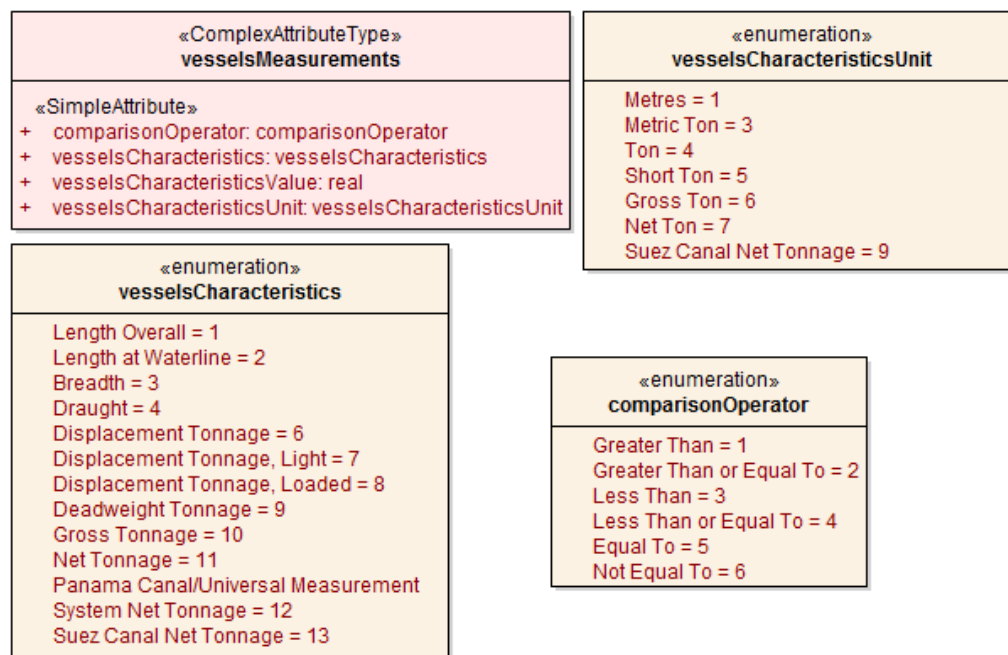 «ComplexAttributeType»
vesselsMeasurements
«SimpleAttribute»
+ comparisonOperator: comparisonOperator
+ vesselsCharacteristics: vesselsCharacteristics
+ vesselsCharacteristicsValue: real
+ vesselsCharacteristicsUnit: vesselsCharacteristicsUnit
«enumeration»
vesselsCharacteristicsUnit
Metres = 1
Metric Ton = 3
Ton = 4
Short Ton = 5
Gross Ton = 6
Net Ton = 7
Suez Canal Net Tonnage = 9
«enumeration»
vesselsCharacteristics
Length Overall = 1
Length at Waterline = 2
Breadth = 3
Draught = 4
Displacement Tonnage = 6
Displacement Tonnage, Light = 7
Displacement Tonnage, Loaded = 8
Deadweight Tonnage = 9
Gross Tonnage = 10
Net Tonnage = 11
Panama Canal/Universal Measurement
System Net Tonnage = 12
Suez Canal Net Tonnage = 13
«enumeration»
comparisonOperator
Greater Than = 1
Greater Than or Equal To = 2
Less Than = 3
Less Than or Equal To = 4
Equal To = 5
Not Equal To = 6